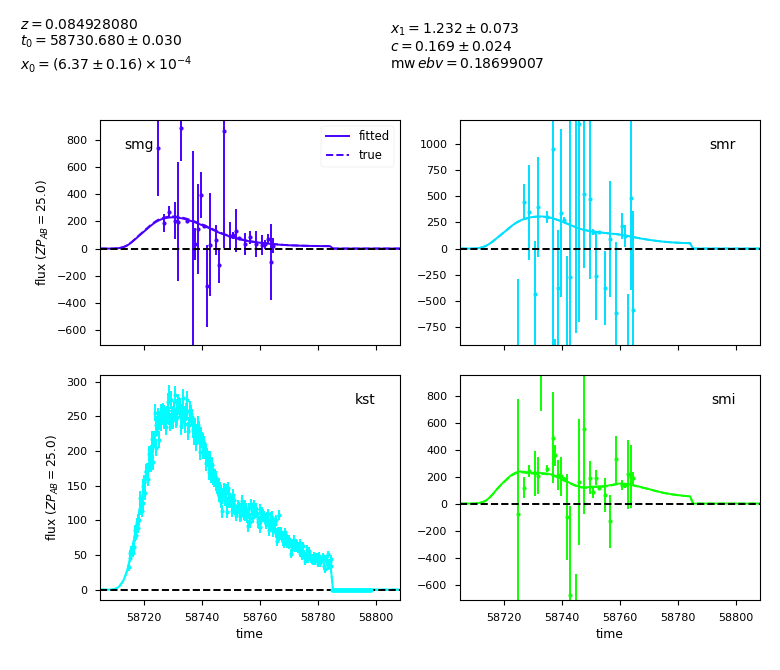 z = 0.084928080
t0 = 58730.680 ± 0.030
x0 = (6.37 ± 0.16) × 10^−4
x1 = 1.232 ± 0.073
c = 0.169 ± 0.024
mw ebv = 0.18699007
smg
fitted
true
800
600
400
200
0
−200
−400
−600
flux (ZP_AB = 25.0)
smr
1000
750
500
250
0
−250
−500
−750
kst
300
250
200
150
100
50
0
flux (ZP_AB = 25.0)
58720 58740 58760 58780 58800
time
smi
800
600
400
200
0
−200
−400
−600
58720 58740 58760 58780 58800
time